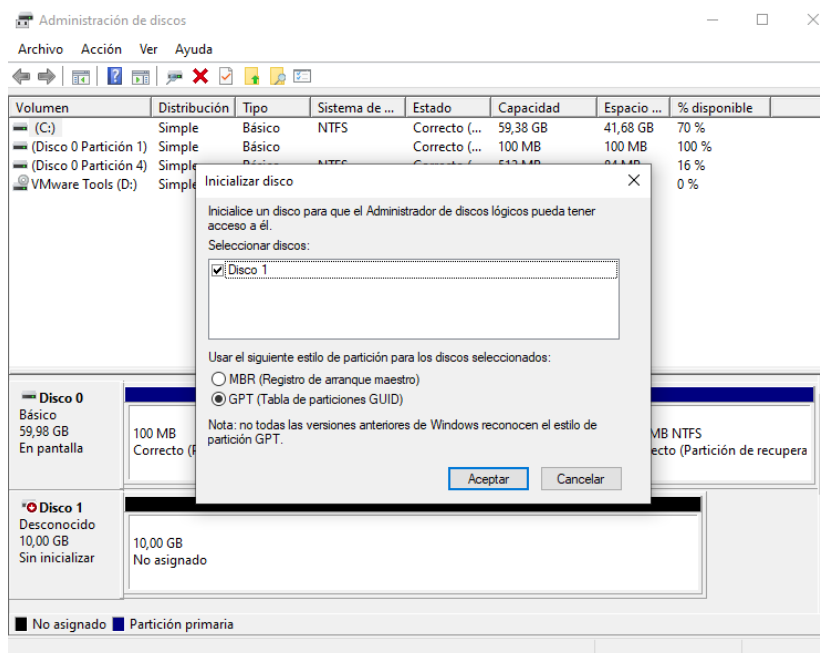 Administración de discos
Archivo Acción Ver Ayuda
Volumen Distribución Tipo Sistema de ... Estado Capacidad Espacio ... % disponible
(C:) Simple Básico NTFS Correcto (... 59,38 GB 41,68 GB 70 %
(Disco 0 Partición 1) Simple Básico Correcto (... 100 MB 100 MB 100 %
(Disco 0 Partición 4) Simple 16 %
VMware Tools (D:) Simple 0 %
Inicializar disco
Inicialice un disco para que el Administrador de discos lógicos pueda tener
acceso a él.
Seleccionar discos:
Disco 1
Usar el siguiente estilo de partición para los discos seleccionados:
MBR (Registro de arranque maestro)
GPT (Tabla de particiones GUID)
Nota: no todas las versiones anteriores de Windows reconocen el estilo de
partición GPT.
Aceptar Cancelar
Disco 0
Básico
59,98 GB
En pantalla
100 MB
Correcto (P
MB NTFS
ecto (Partición de recupera
Disco 1
Desconocido
10,00 GB
Sin inicializar
10,00 GB
No asignado
No asignado Partición primaria